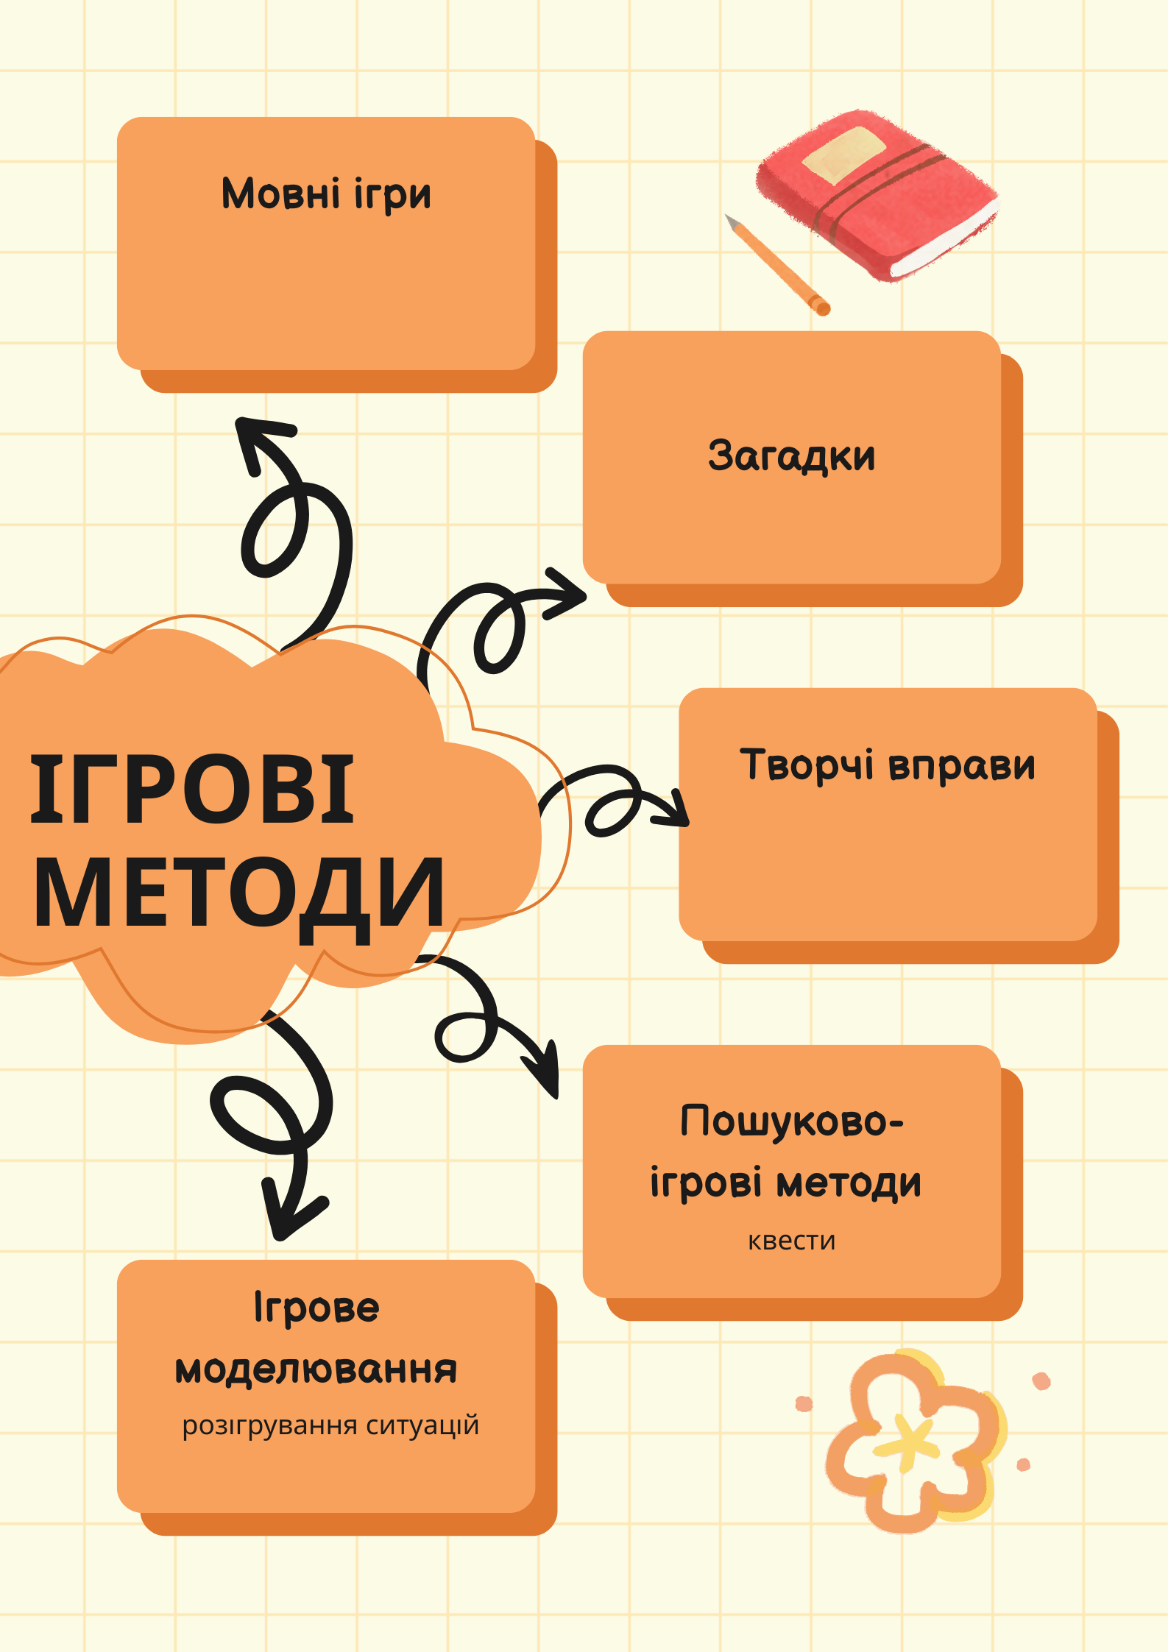 Мовні ігри
Загадки
Творчі вправи
ІГРОВІ
МЕТОДИ
Пошуково-
ігрові методи
квести
Ігрове
моделювання
розігрування ситуацій